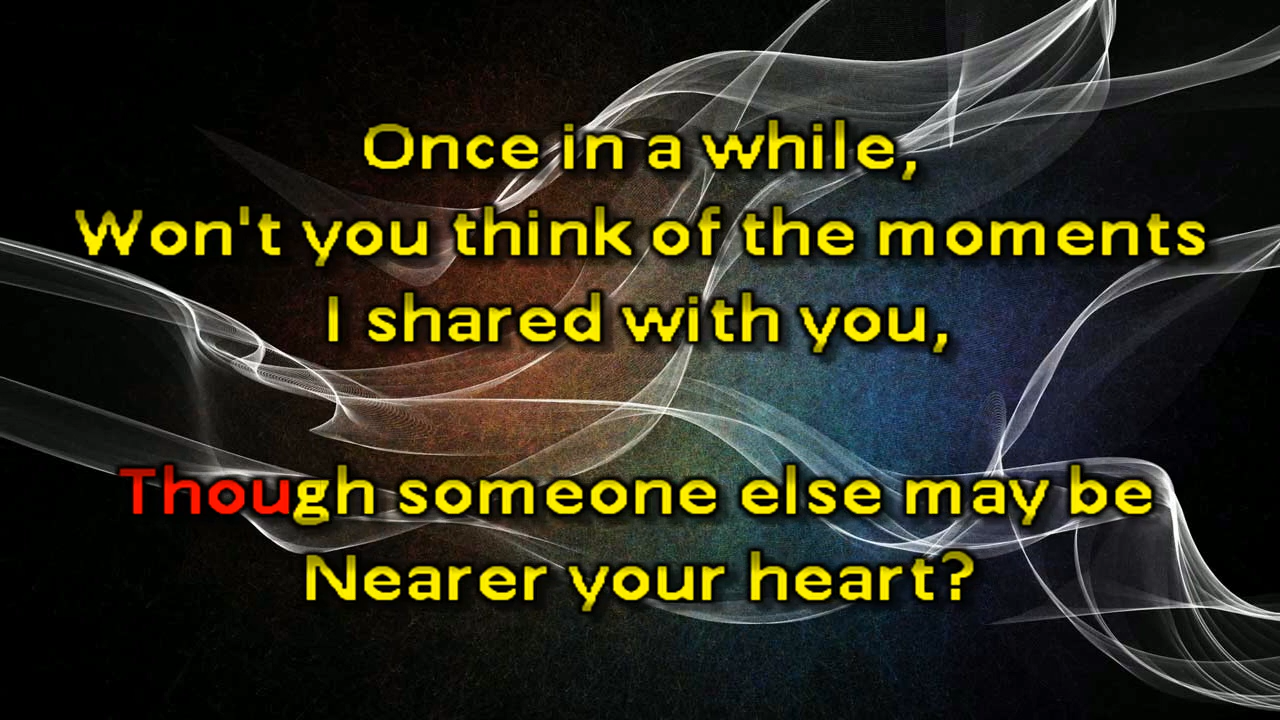 Once in a while,
Won't you think of the moments
I shared with you,
Though someone else may be
Nearer your heart?